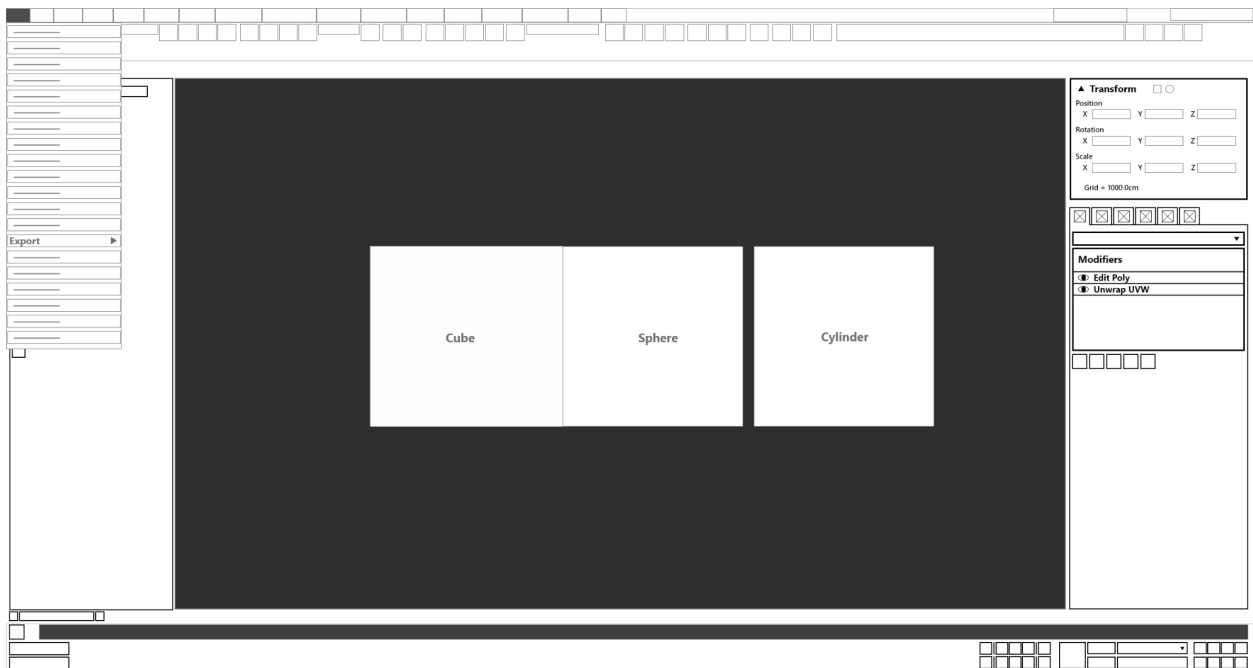 Transform
Position
X Y Z
Rotation
X Y Z
Scale
X Y Z
Grid = 1000.0cm
Export
Modifiers
Edit Poly
Unwrap UVW
Cube
Sphere
Cylinder